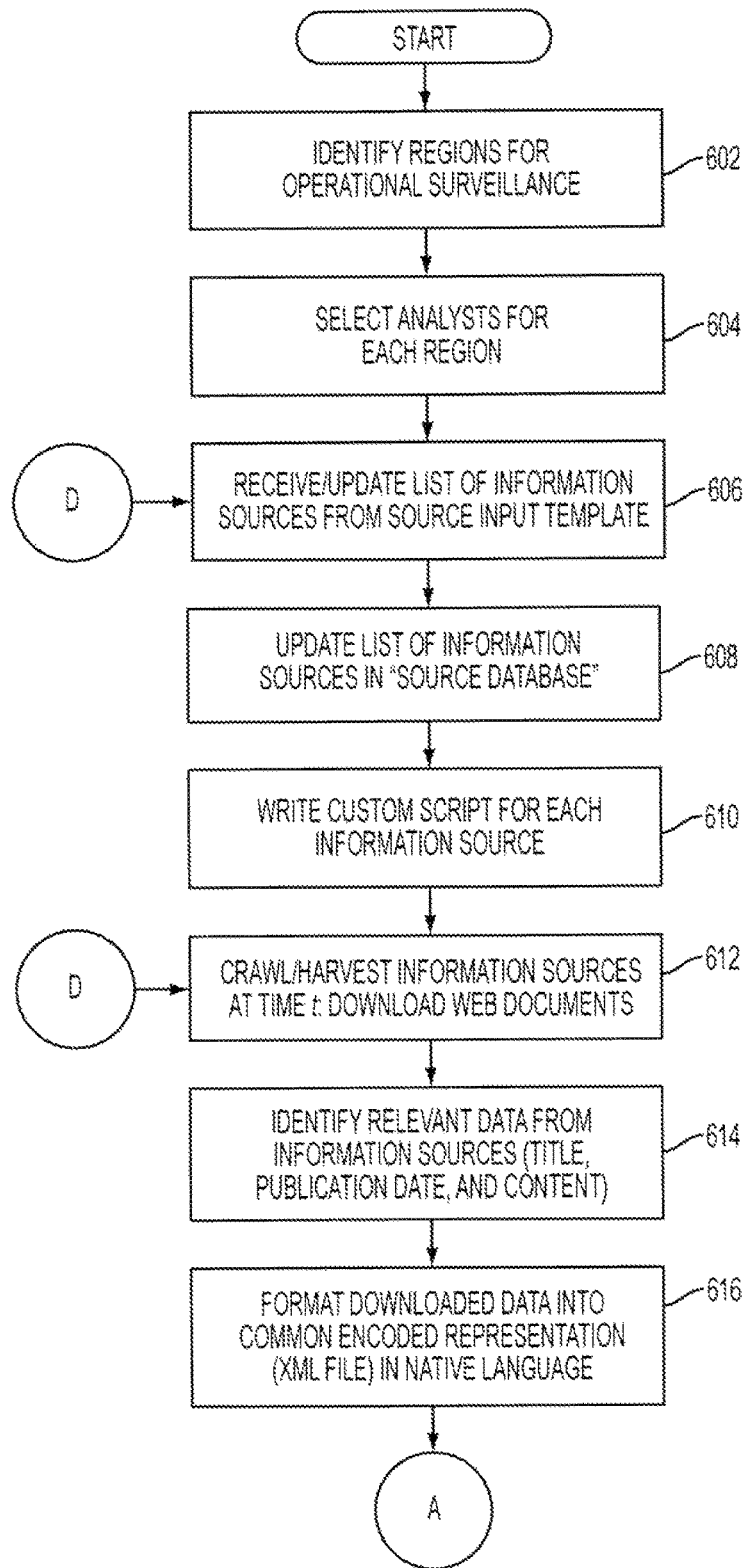 START
IDENTIFY REGIONS FOR
OPERATIONAL SURVEILLANCE
602
SELECT ANALYSTS FOR
EACH REGION
604
D
RECEIVE/UPDATE LIST OF INFORMATION
SOURCES FROM SOURCE INPUT TEMPLATE
606
UPDATE LIST OF INFORMATION
SOURCES IN "SOURCE DATABASE"
608
WRITE CUSTOM SCRIPT FOR EACH
INFORMATION SOURCE
610
D
CRAWL/HARVEST INFORMATION SOURCES
AT TIME t: DOWNLOAD WEB DOCUMENTS
612
IDENTIFY RELEVANT DATA FROM
INFORMATION SOURCES (TITLE,
PUBLICATION DATE, AND CONTENT)
614
FORMAT DOWNLOADED DATA INTO
COMMON ENCODED REPRESENTATION
(XML FILE) IN NATIVE LANGUAGE
616
A